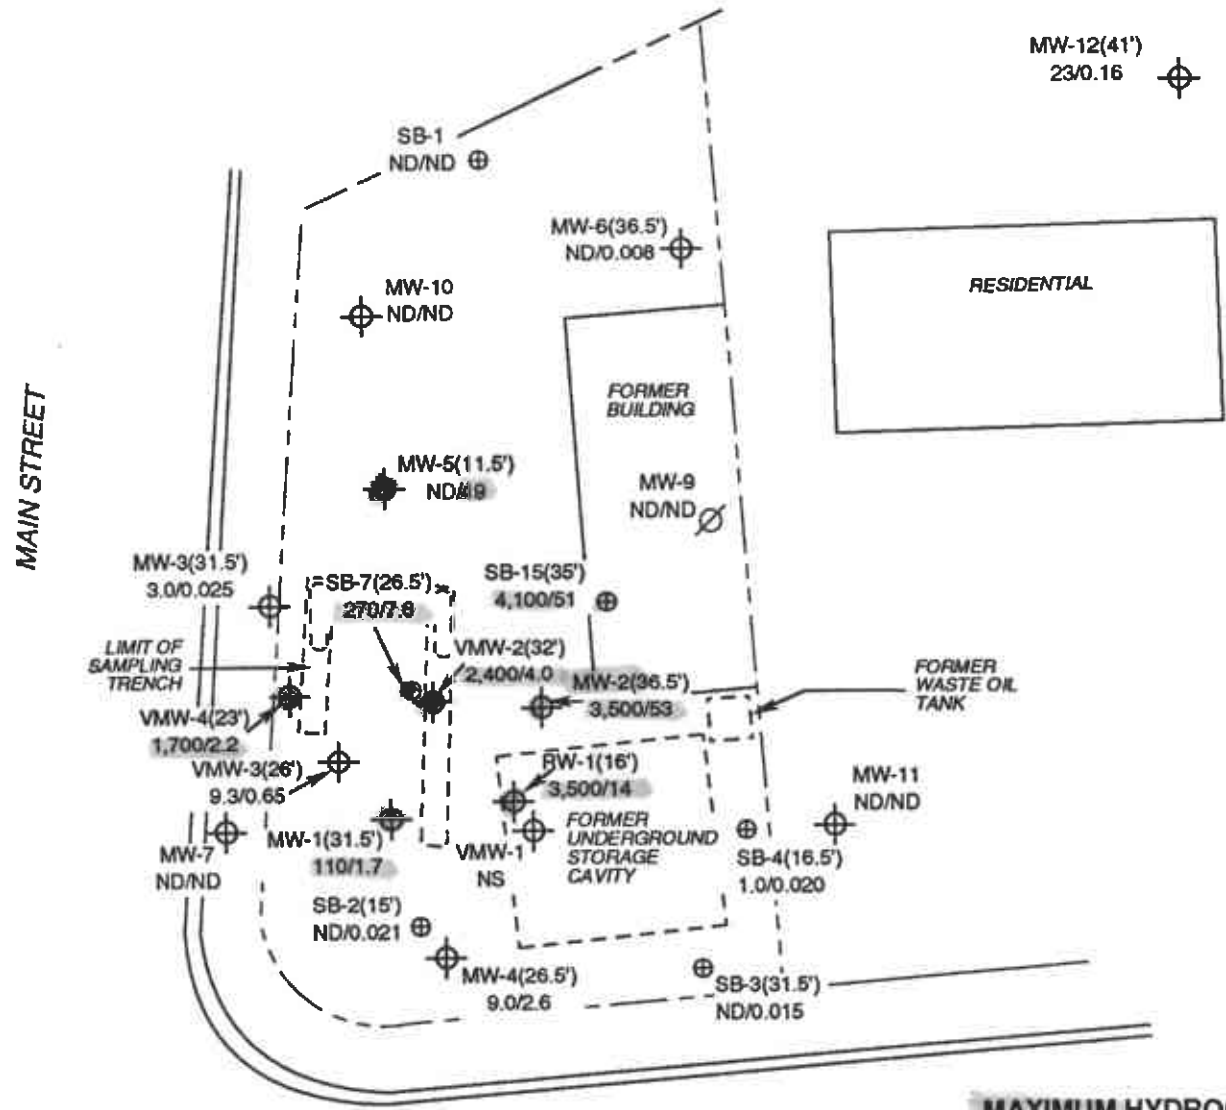 MW-12(41')
23/0.16
SB-1
ND/ND
MW-6(36.5')
ND/0.008
RESIDENTIAL
MW-10
ND/ND
FORMER
BUILDING
MAIN STREET
MW-5(11.5')
MW-9
ND/ND
MW-3(31.5')
3.0/0.025
SB-7(26.5')
270/7.8
SB-15(35')
4,100/51
LIMIT OF
SAMPLING
TRENCH
VMW-2(32')
2,400/4.0
MW-2(36.5')
3,500/53
FORMER
WASTE OIL
TANK
VMW-4(23')
1,700/2.2
VMW-3(26')
9.3/0.65
RW-1(16')
3,500/14
MW-11
ND/ND
MW-7
ND/ND
MW-1(31.5')
110/1.7
VMW-1
NS
FORMER
UNDERGROUND
STORAGE
CAVITY
SB-4(16.5')
1.0/0.020
SB-2(15')
ND/0.021
MW-4(26.5')
9.0/2.6
SB-3(31.5')
ND/0.015
MAXIMUM